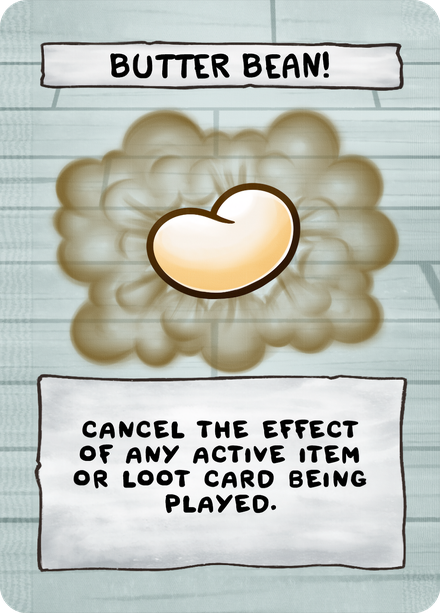 BUTTER BEAN!
CANCEL THE EFFECT
OF ANY ACTIVE ITEM
OR LOOT CARD BEING
PLAYED.